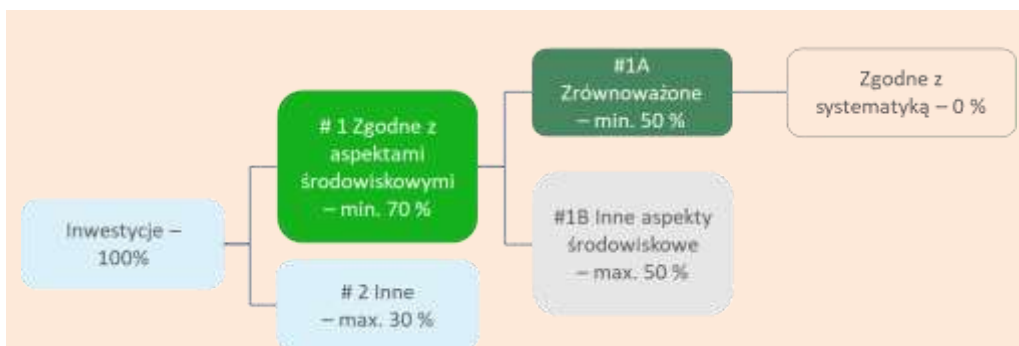 Inwestycje –
100%
# 1 Zgodne z
aspektami
środowiskowymi
– min. 70 %
# 2 Inne
– max. 30 %
#1A
Zrównoważone
– min. 50 %
#1B Inne aspekty
środowiskowe
– max. 50 %
Zgodne z
systematyką – 0 %